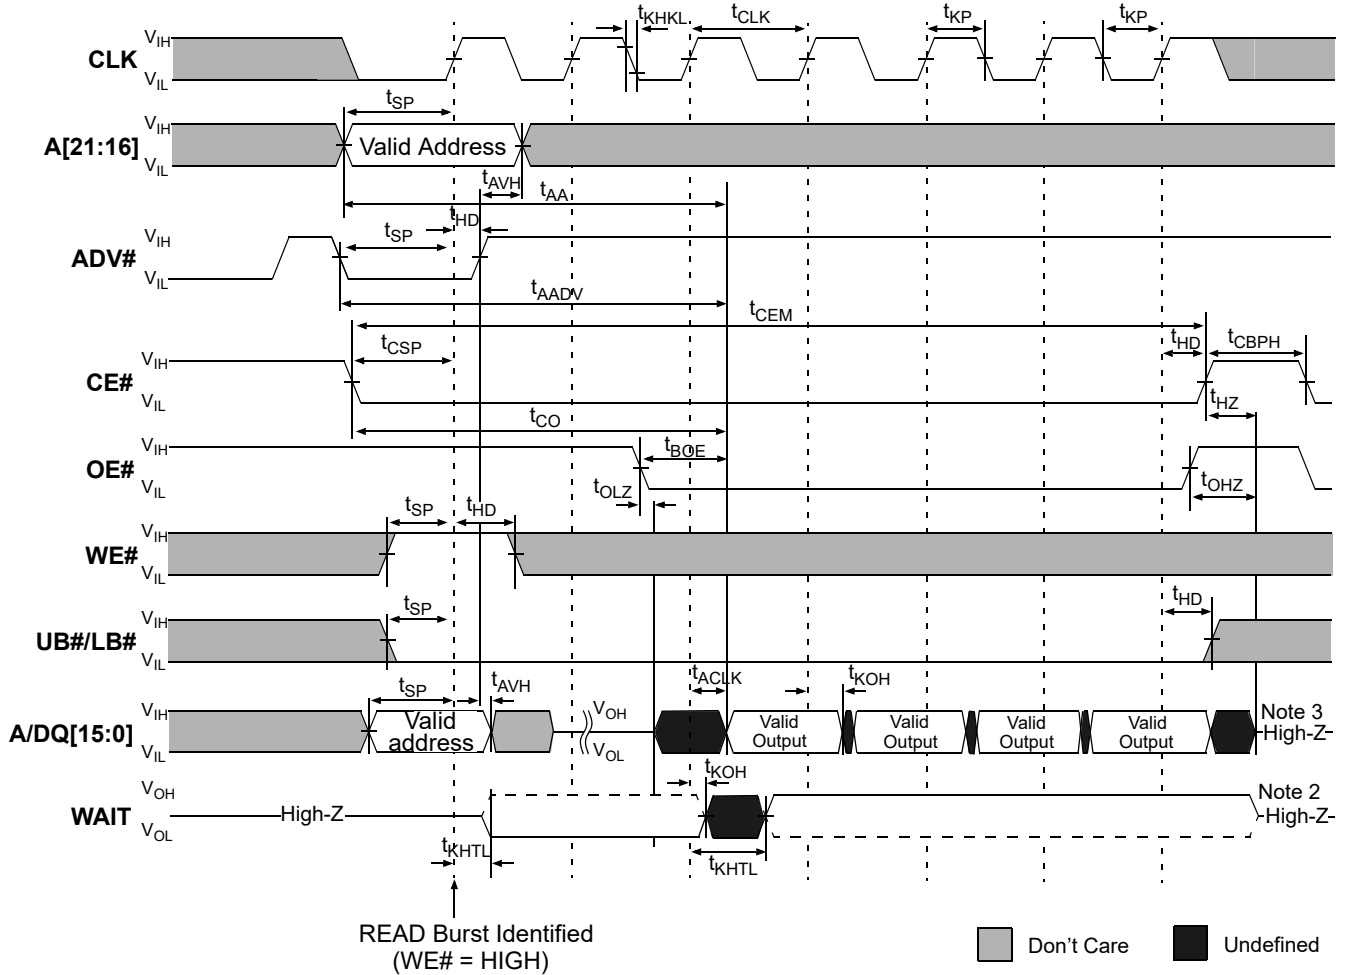 tKHKL tCLK tKP tKP
CLK VIH VIL
tSP
A[21:16] VIH VIL Valid Address
tAVH
tAA
tHD
ADV# VIH VIL tSP
tAADV
tCEM
CE# VIH VIL tCSP tHD tCBPH
tHZ
tCO
OE# VIH VIL tBOE
tOLZ tOHZ
WE# VIH VIL tSP tHD
UB#/LB# VIH VIL tSP tHD
tSP tAVH tACLK tKOH
A/DQ[15:0] VIH VIL
Valid
address
VOH
VOL
Valid
Output
Valid
Output
Valid
Output
Valid
Output
Note 3
High-Z
tKOH
WAIT VOH VOL High-Z
Note 2
High-Z
tKHTL tKHTL
READ Burst Identified
(WE# = HIGH)
Don't Care
Undefined